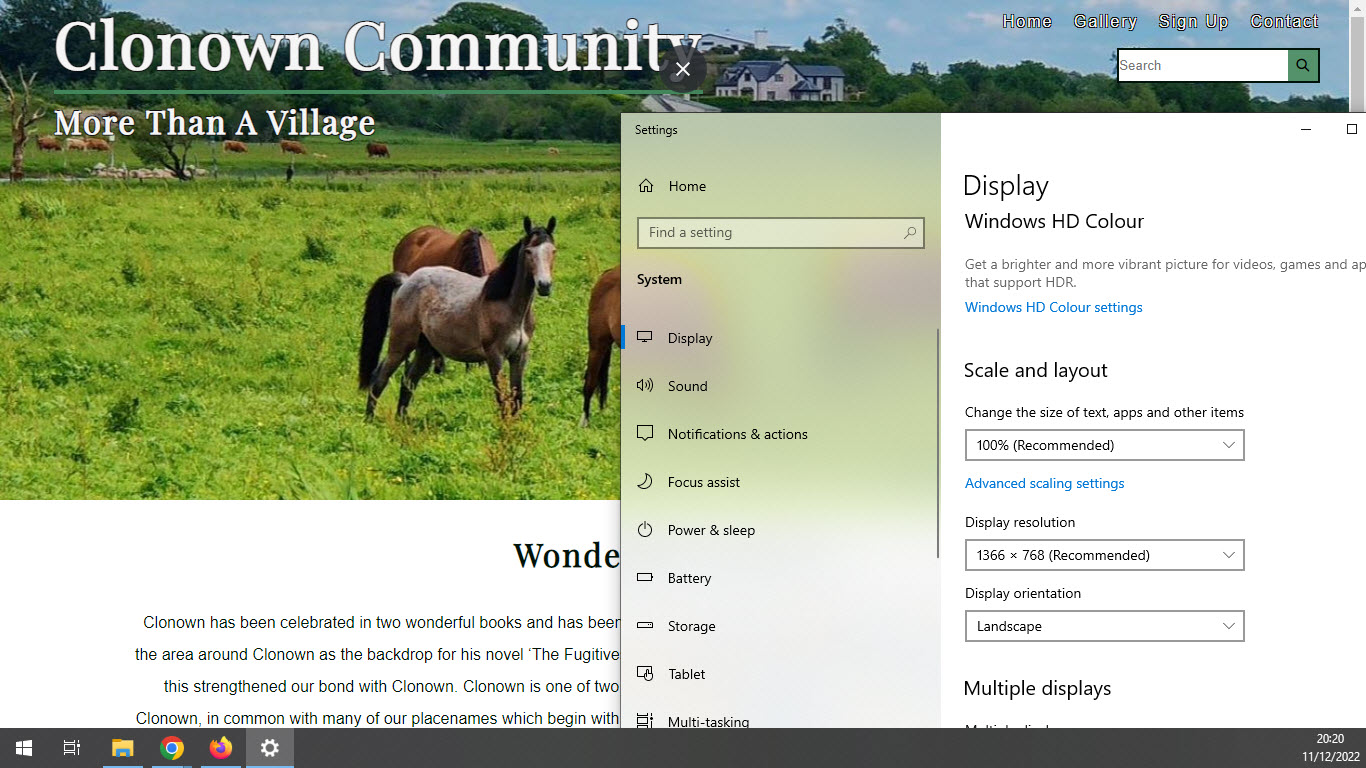 Clonown Community
More Than A Village
Home Gallery Sign Up Contact
Search
Wonde
Clonown has been celebrated in two wonderful books and has been
the area around Clonown as the backdrop for his novel ‘The Fugitive
this strengthened our bond with Clonown. Clonown is one of two
Clonown, in common with many of our placenames which begin with
Settings
Home
Find a setting
System
Display
Sound
Notifications & actions
Focus assist
Power & sleep
Battery
Storage
Tablet
Multi-tasking
Display
Windows HD Colour
Get a brighter and more vibrant picture for videos, games and ap
that support HDR.
Windows HD Colour settings
Scale and layout
Change the size of text, apps and other items
100% (Recommended)
Advanced scaling settings
Display resolution
1366 × 768 (Recommended)
Display orientation
Landscape
Multiple displays
20:20
11/12/2022